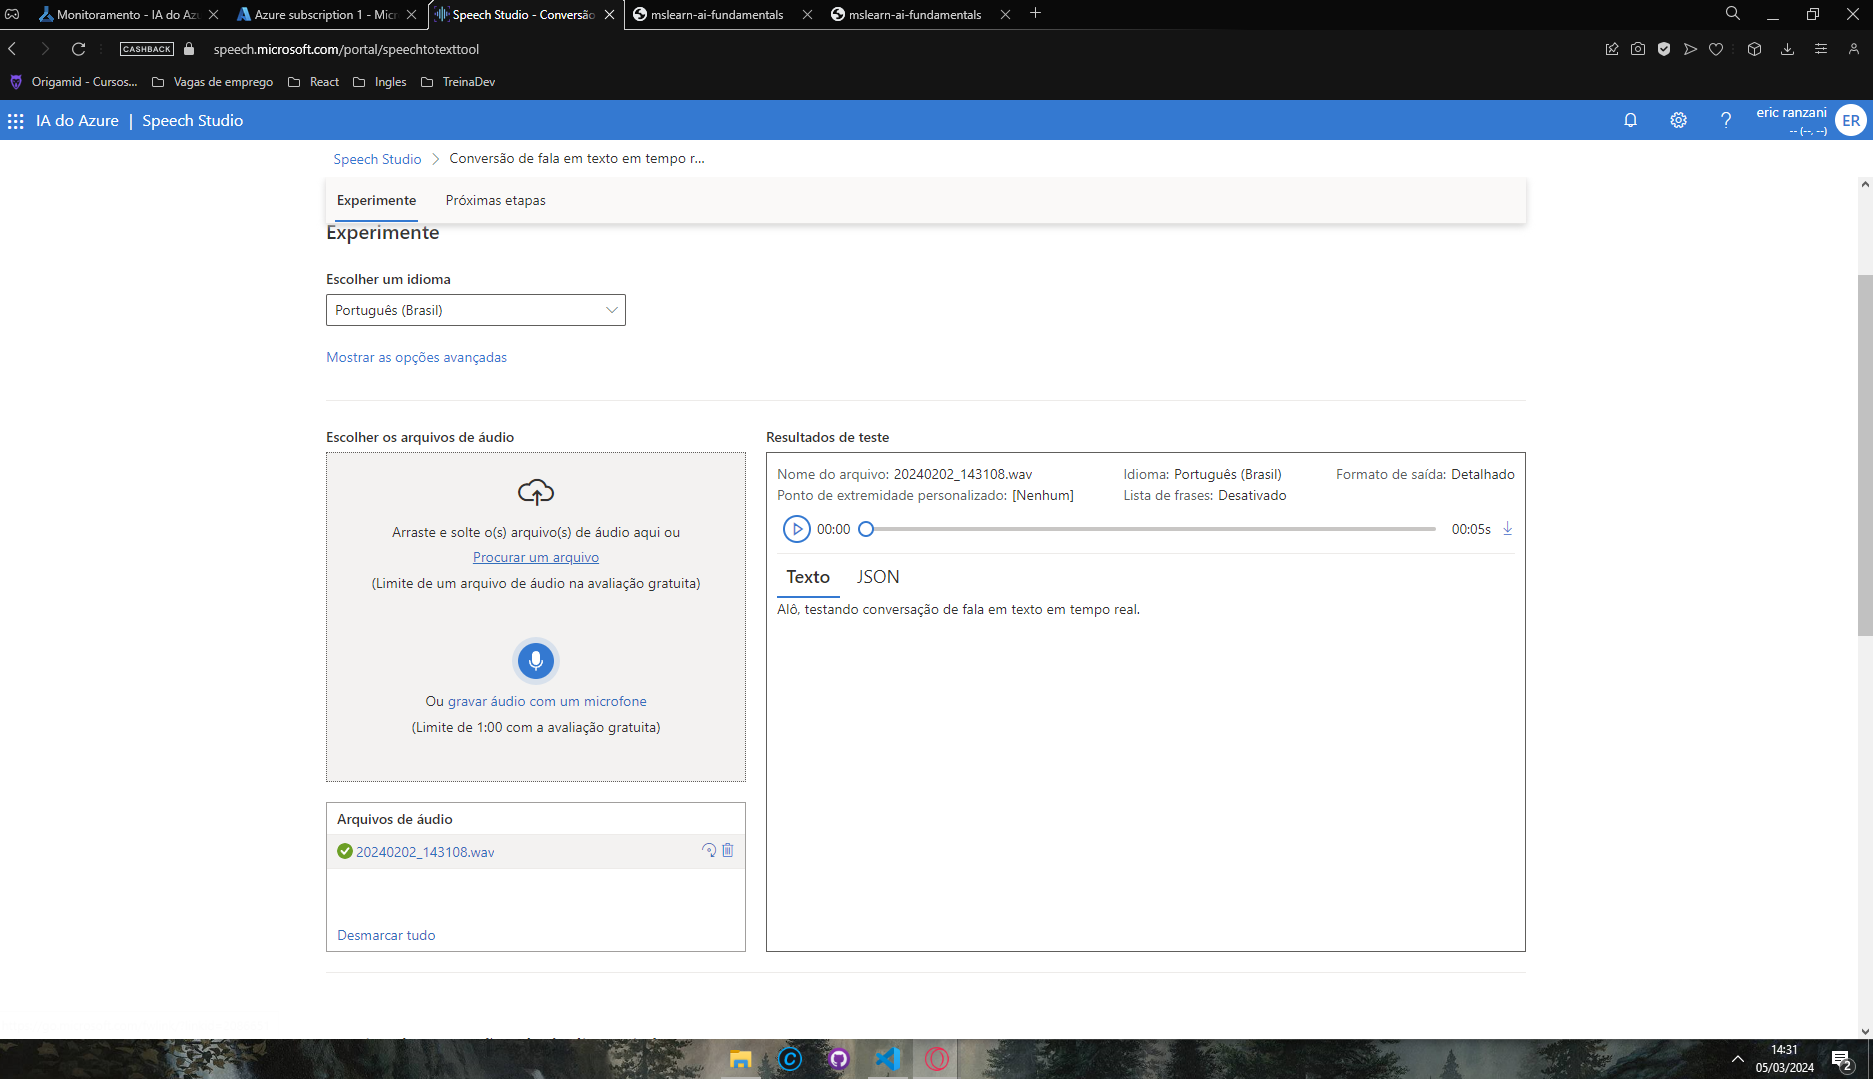 Monitoramento - IA do Azu
Azure subscription 1 - Micr
Speech Studio - Conversão
mslearn-ai-fundamentals
mslearn-ai-fundamentals
CASHBACK
speech.microsoft.com/portal/speechtotexttool
Origamid - Cursos...
Vagas de emprego
React
Ingles
TreinaDev
IA do Azure | Speech Studio
eric ranzani
-- (--, --)
ER
Speech Studio
Conversão de fala em texto em tempo r...
Experimente
Próximas etapas
Experimente
Escolher um idioma
Português (Brasil)
Mostrar as opções avançadas
Escolher os arquivos de áudio
Arraste e solte o(s) arquivo(s) de áudio aqui ou
Procurar um arquivo
(Limite de um arquivo de áudio na avaliação gratuita)
Ou gravar áudio com um microfone
(Limite de 1:00 com a avaliação gratuita)
Arquivos de áudio
20240202_143108.wav
Desmarcar tudo
Resultados de teste
Nome do arquivo: 20240202_143108.wav
Idioma: Português (Brasil)
Formato de saída: Detalhado
Ponto de extremidade personalizado: [Nenhum]
Lista de frases: Desativado
00:00
00:05s
Texto
JSON
Alô, testando conversação de fala em texto em tempo real.
14:31
05/03/2024
2